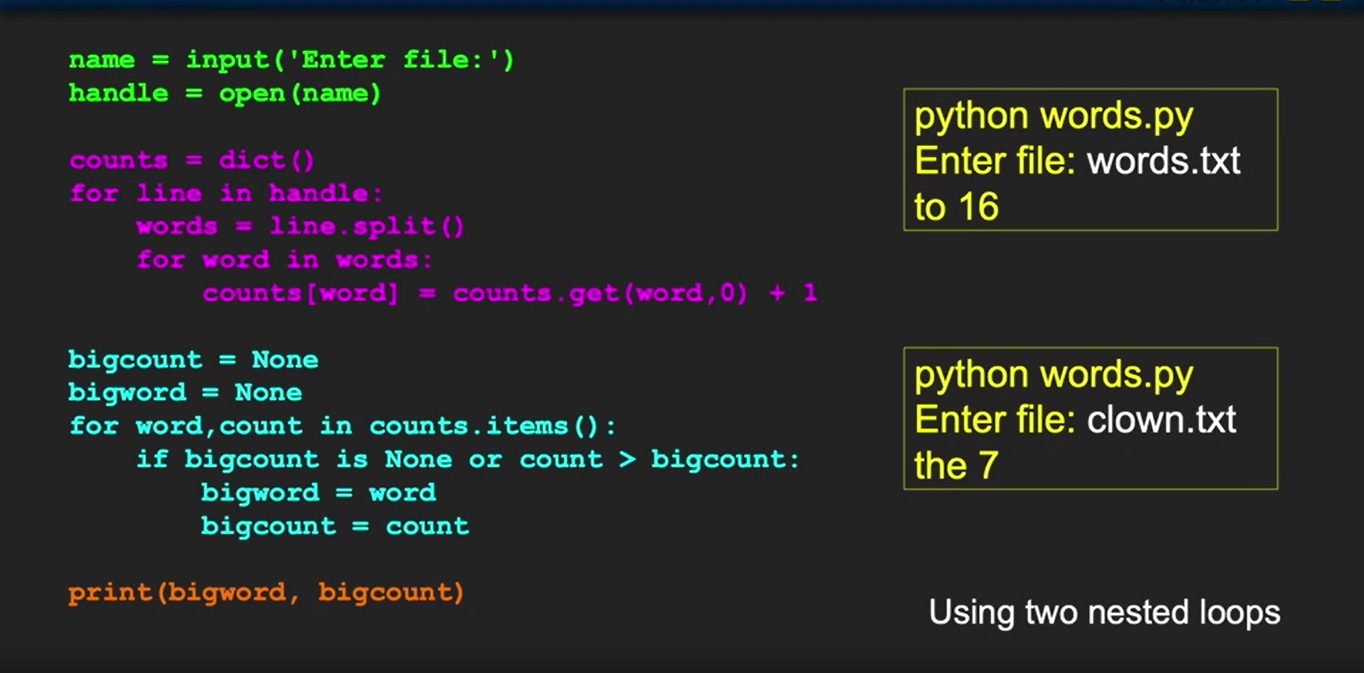 name = input('Enter file:')
handle = open(name)
counts = dict()
for line in handle:
    words = line.split()
    for word in words:
        counts[word] = counts.get(word,0) + 1
bigcount = None
bigword = None
for word,count in counts.items():
    if bigcount is None or count > bigcount:
        bigword = word
        bigcount = count
print(bigword, bigcount)
python words.py
Enter file: words.txt
to 16
python words.py
Enter file: clown.txt
the 7
Using two nested loops